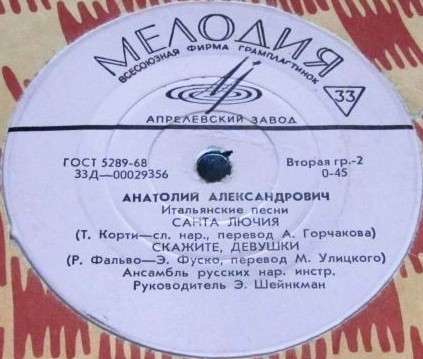 МЕЛОДИЯ
ВСЕСОЮЗНАЯ ФИРМА ГРАМПЛАСТИНОК
33
АПРЕЛЕВСКИЙ ЗАВОД
ГОСТ 5289-68
33Д—00029356
Вторая гр.-2
0-45
АНАТОЛИЙ АЛЕКСАНДРОВИЧ
Итальянские песни
САНТА ЛЮЧИЯ
(Т. Корти—сл. нар., перевод А. Горчакова)
СКАЖИТЕ, ДЕВУШКИ
(Р. Фальво—Э. Фуско, перевод М. Улицкого)
Ансамбль русских нар. инстр.
Руководитель Э. Шейнкман